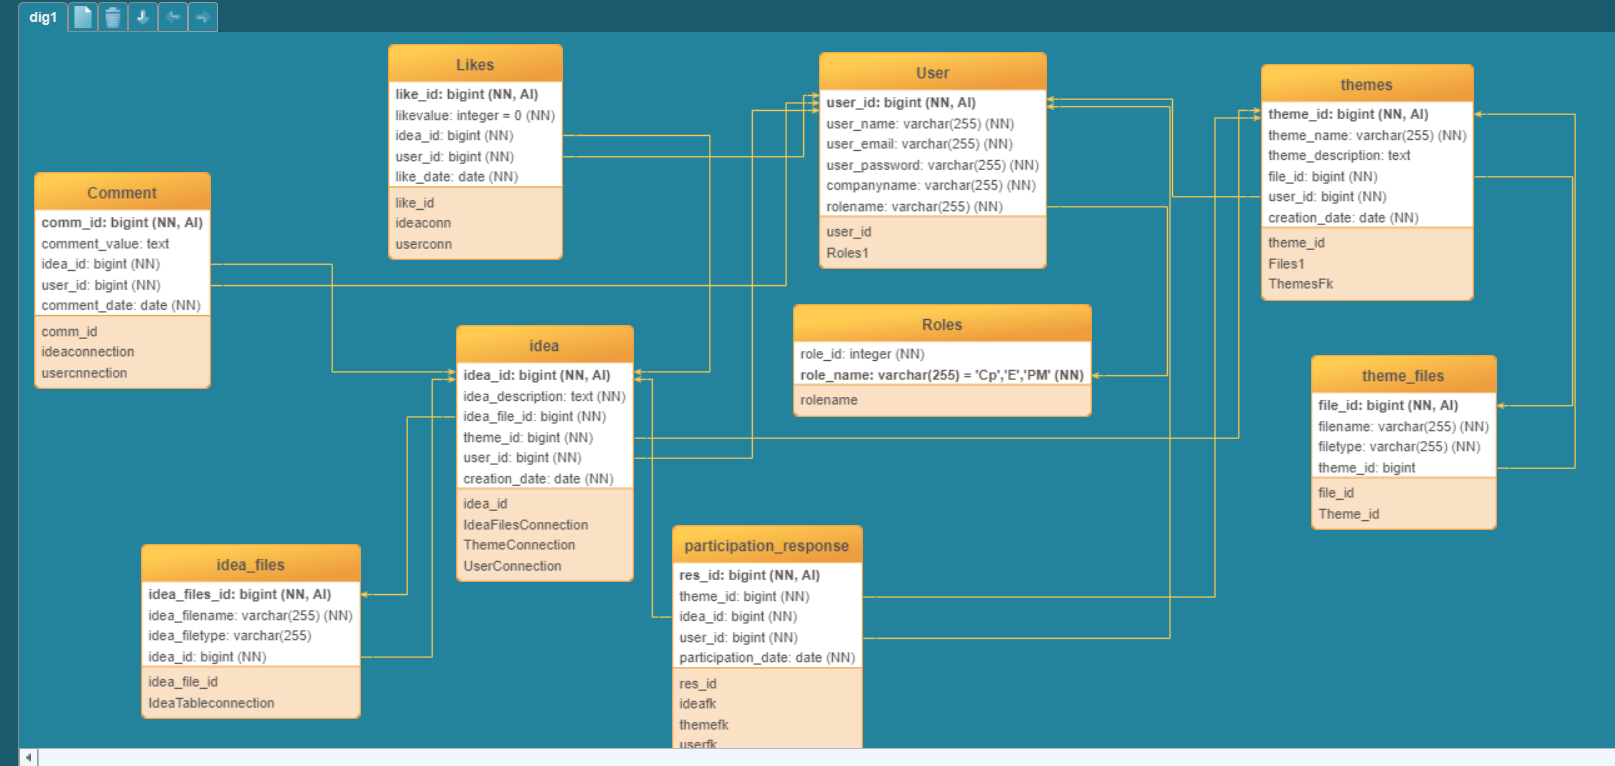 dig1
Likes
like_id: bigint (NN, AI)
likevalue: integer = 0 (NN)
idea_id: bigint (NN)
user_id: bigint (NN)
like_date: date (NN)
like_id
ideaconn
userconn
User
user_id: bigint (NN, AI)
user_name: varchar(255) (NN)
user_email: varchar(255) (NN)
user_password: varchar(255) (NN)
companyname: varchar(255) (NN)
rolename: varchar(255) (NN)
user_id
Roles1
themes
theme_id: bigint (NN, AI)
theme_name: varchar(255) (NN)
theme_description: text
file_id: bigint (NN)
user_id: bigint (NN)
creation_date: date (NN)
theme_id
Files1
ThemesFk
Comment
comm_id: bigint (NN, AI)
comment_value: text
idea_id: bigint (NN)
user_id: bigint (NN)
comment_date: date (NN)
comm_id
ideaconnection
usercnnection
Roles
role_id: integer (NN)
role_name: varchar(255) = 'Cp','E','PM' (NN)
rolename
idea
idea_id: bigint (NN, AI)
idea_description: text (NN)
idea_file_id: bigint (NN)
theme_id: bigint (NN)
user_id: bigint (NN)
creation_date: date (NN)
idea_id
IdeaFilesConnection
ThemeConnection
UserConnection
theme_files
file_id: bigint (NN, AI)
filename: varchar(255) (NN)
filetype: varchar(255) (NN)
theme_id: bigint
file_id
Theme_id
idea_files
idea_files_id: bigint (NN, AI)
idea_filename: varchar(255) (NN)
idea_filetype: varchar(255)
idea_id: bigint (NN)
idea_file_id
IdeaTableconnection
participation_response
res_id: bigint (NN, AI)
theme_id: bigint (NN)
idea_id: bigint (NN)
user_id: bigint (NN)
participation_date: date (NN)
res_id
ideafk
themefk
userfk